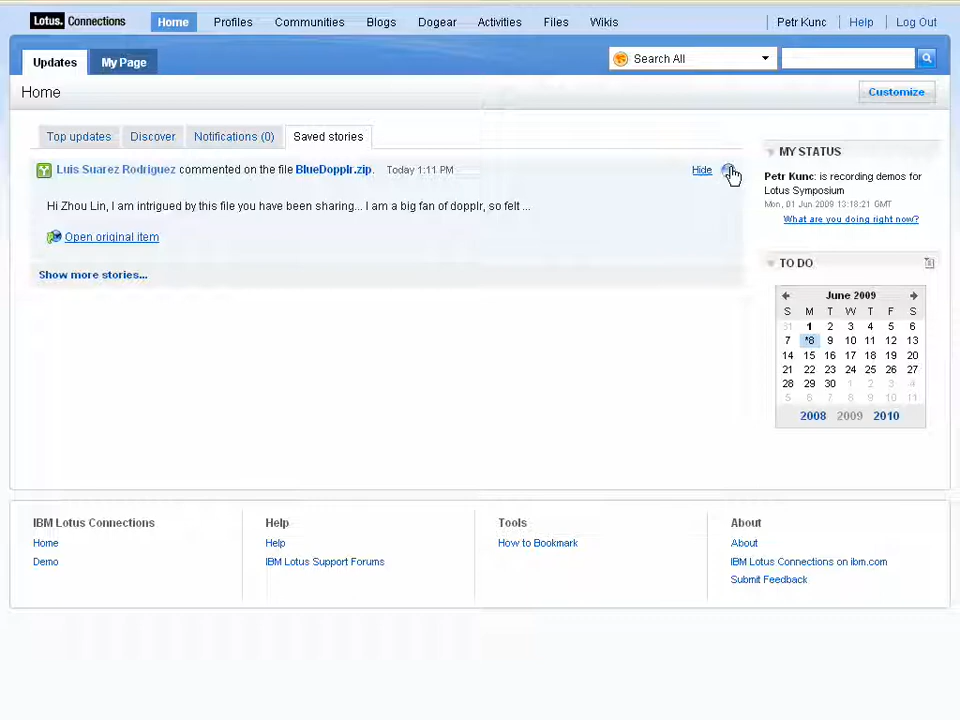 Lotus. Connections Home Profiles Communities Blogs Dogear Activities Files Wikis Petr Kunc Help Log Out
Updates My Page Search All
Home Customize
Top updates Discover Notifications (0) Saved stories
Luis Suarez Rodriguez commented on the file BlueDopplr.zip. Today 1:11 PM Hide
Hi Zhou Lin, I am intrigued by this file you have been sharing... I am a big fan of dopplr, so felt ...
Open original item
Show more stories...
MY STATUS
Petr Kunc: is recording demos for
Lotus Symposium
Mon, 01 Jun 2009 13:18:21 GMT
What are you doing right now?
TO DO
June 2009
S M T W T F S
31 1 2 3 4 5 6
7 *8 9 10 11 12 13
14 15 16 17 18 19 20
21 22 23 24 25 26 27
28 29 30 1 2 3 4
5 6 7 8 9 10 11
2008 2009 2010
IBM Lotus Connections
Home
Demo
Help
Help
IBM Lotus Support Forums
Tools
How to Bookmark
About
About
IBM Lotus Connections on ibm.com
Submit Feedback